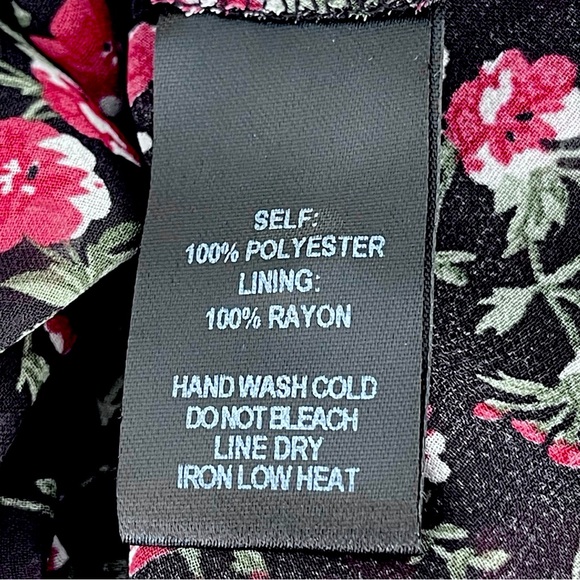 SELF:
100% POLYESTER
LINING:
100% RAYON
HAND WASH COLD
DO NOT BLEACH
LINE DRY
IRON LOW HEAT